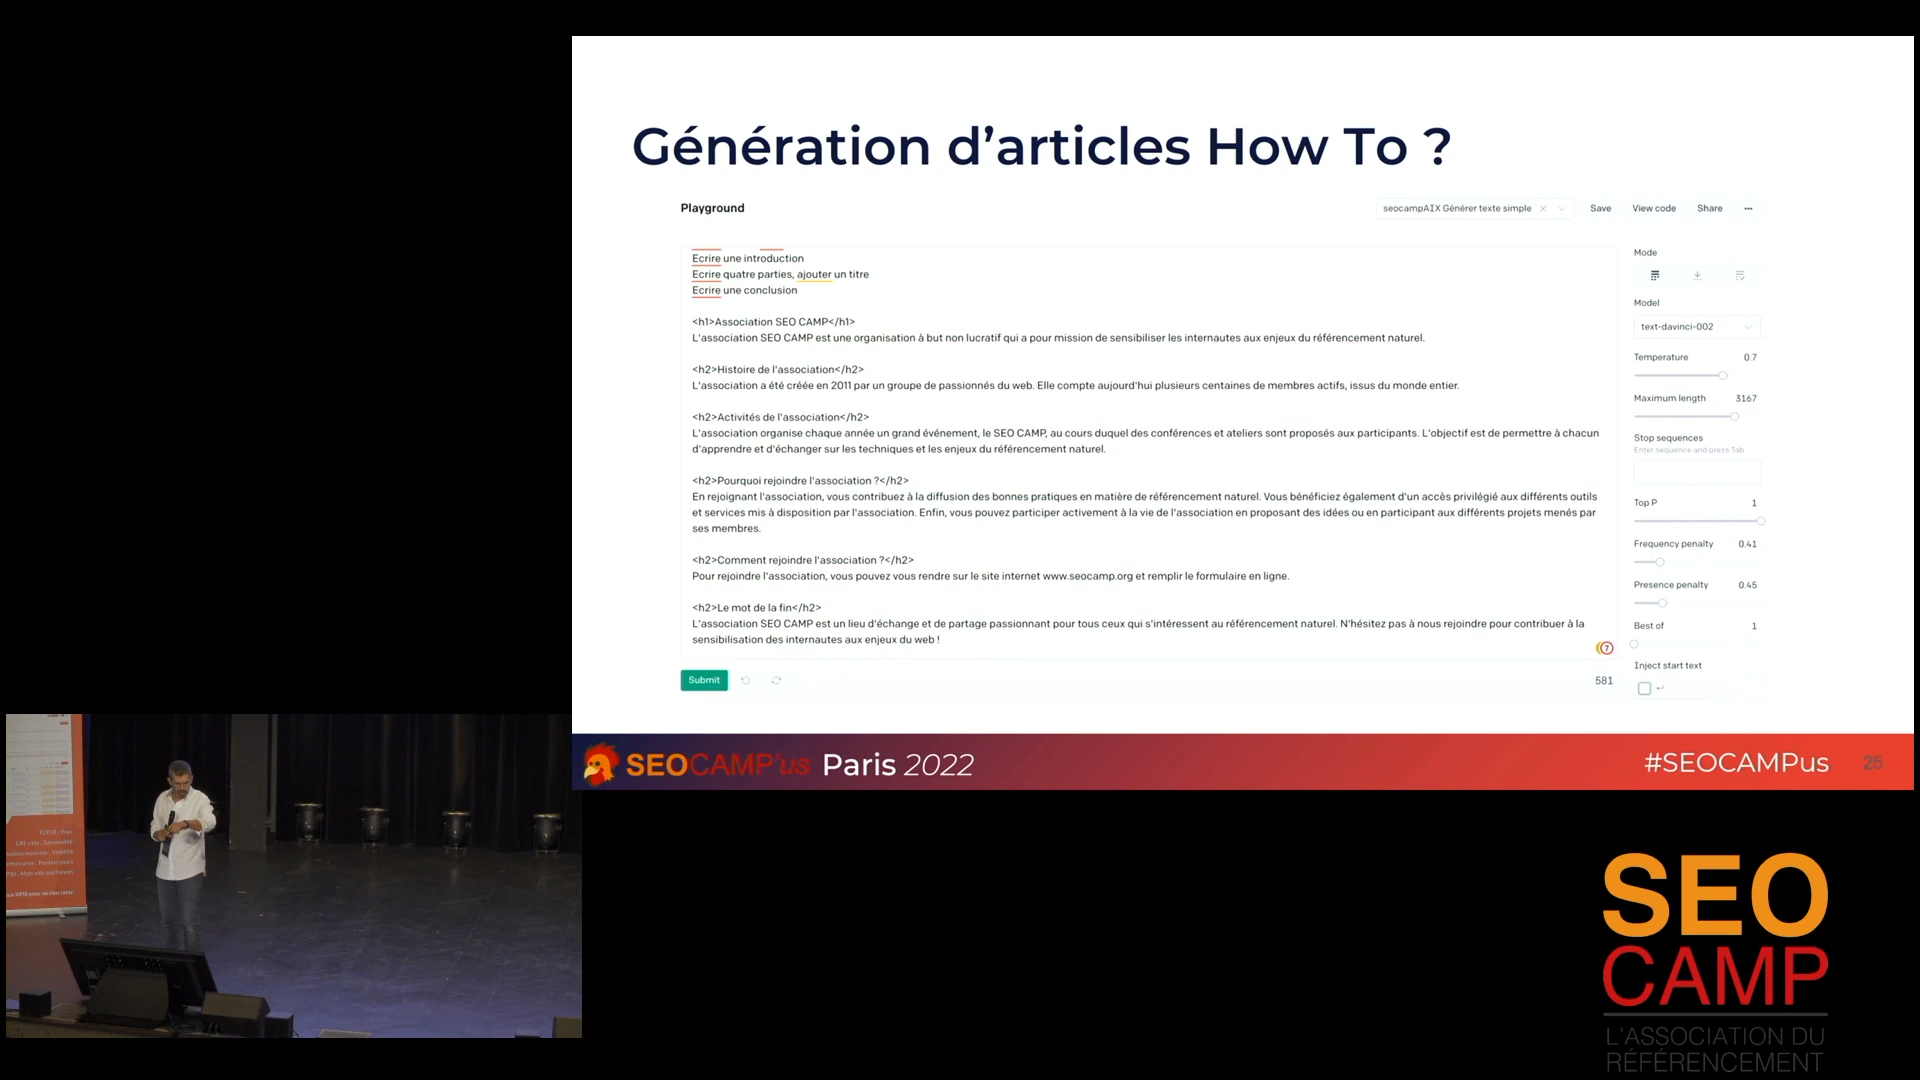 Génération d'articles How To ?
Playground
seocampAIX Générer texte simple
Save
View code
Share
Ecrire une introduction
Ecrire quatre parties, ajouter un titre
Ecrire une conclusion
<h1>Association SEO CAMP</h1>
L'association SEO CAMP est une organisation à but non lucratif qui a pour mission de sensibiliser les internautes aux enjeux du référencement naturel.
<h2>Histoire de l'association</h2>
L'association a été créée en 2011 par un groupe de passionnés du web. Elle compte aujourd'hui plusieurs centaines de membres actifs, issus du monde entier.
<h2>Activités de l'association</h2>
L'association organise chaque année un grand événement, le SEO CAMP, au cours duquel des conférences et ateliers sont proposés aux participants. L'objectif est de permettre à chacun
d'apprendre et d'échanger sur les techniques et les enjeux du référencement naturel.
<h2>Pourquoi rejoindre l'association ?</h2>
En rejoignant l'association, vous contribuez à la diffusion des bonnes pratiques en matière de référencement naturel. Vous bénéficiez également d'un accès privilégié aux différents outils
et services mis à disposition par l'association. Enfin, vous pouvez participer activement à la vie de l'association en proposant des idées ou en participant aux différents projets menés par
ses membres.
<h2>Comment rejoindre l'association ?</h2>
Pour rejoindre l'association, vous pouvez vous rendre sur le site internet www.seocamp.org et remplir le formulaire en ligne.
<h2>Le mot de la fin</h2>
L'association SEO CAMP est un lieu d'échange et de partage passionnant pour tous ceux qui s'intéressent au référencement naturel. N'hésitez pas à nous rejoindre pour contribuer à la
sensibilisation des internautes aux enjeux du web !
7
Submit
581
Mode
Model
text-davinci-002
Temperature 0.7
Maximum length 3167
Stop sequences
Enter sequence and press Tab
Top P 1
Frequency penalty 0.41
Presence penalty 0.45
Best of 1
Inject start text
SEOCAMP'us Paris 2022
#SEOCAMPus
25
SEO
CAMP
L'ASSOCIATION DU
RÉFÉRENCEMENT